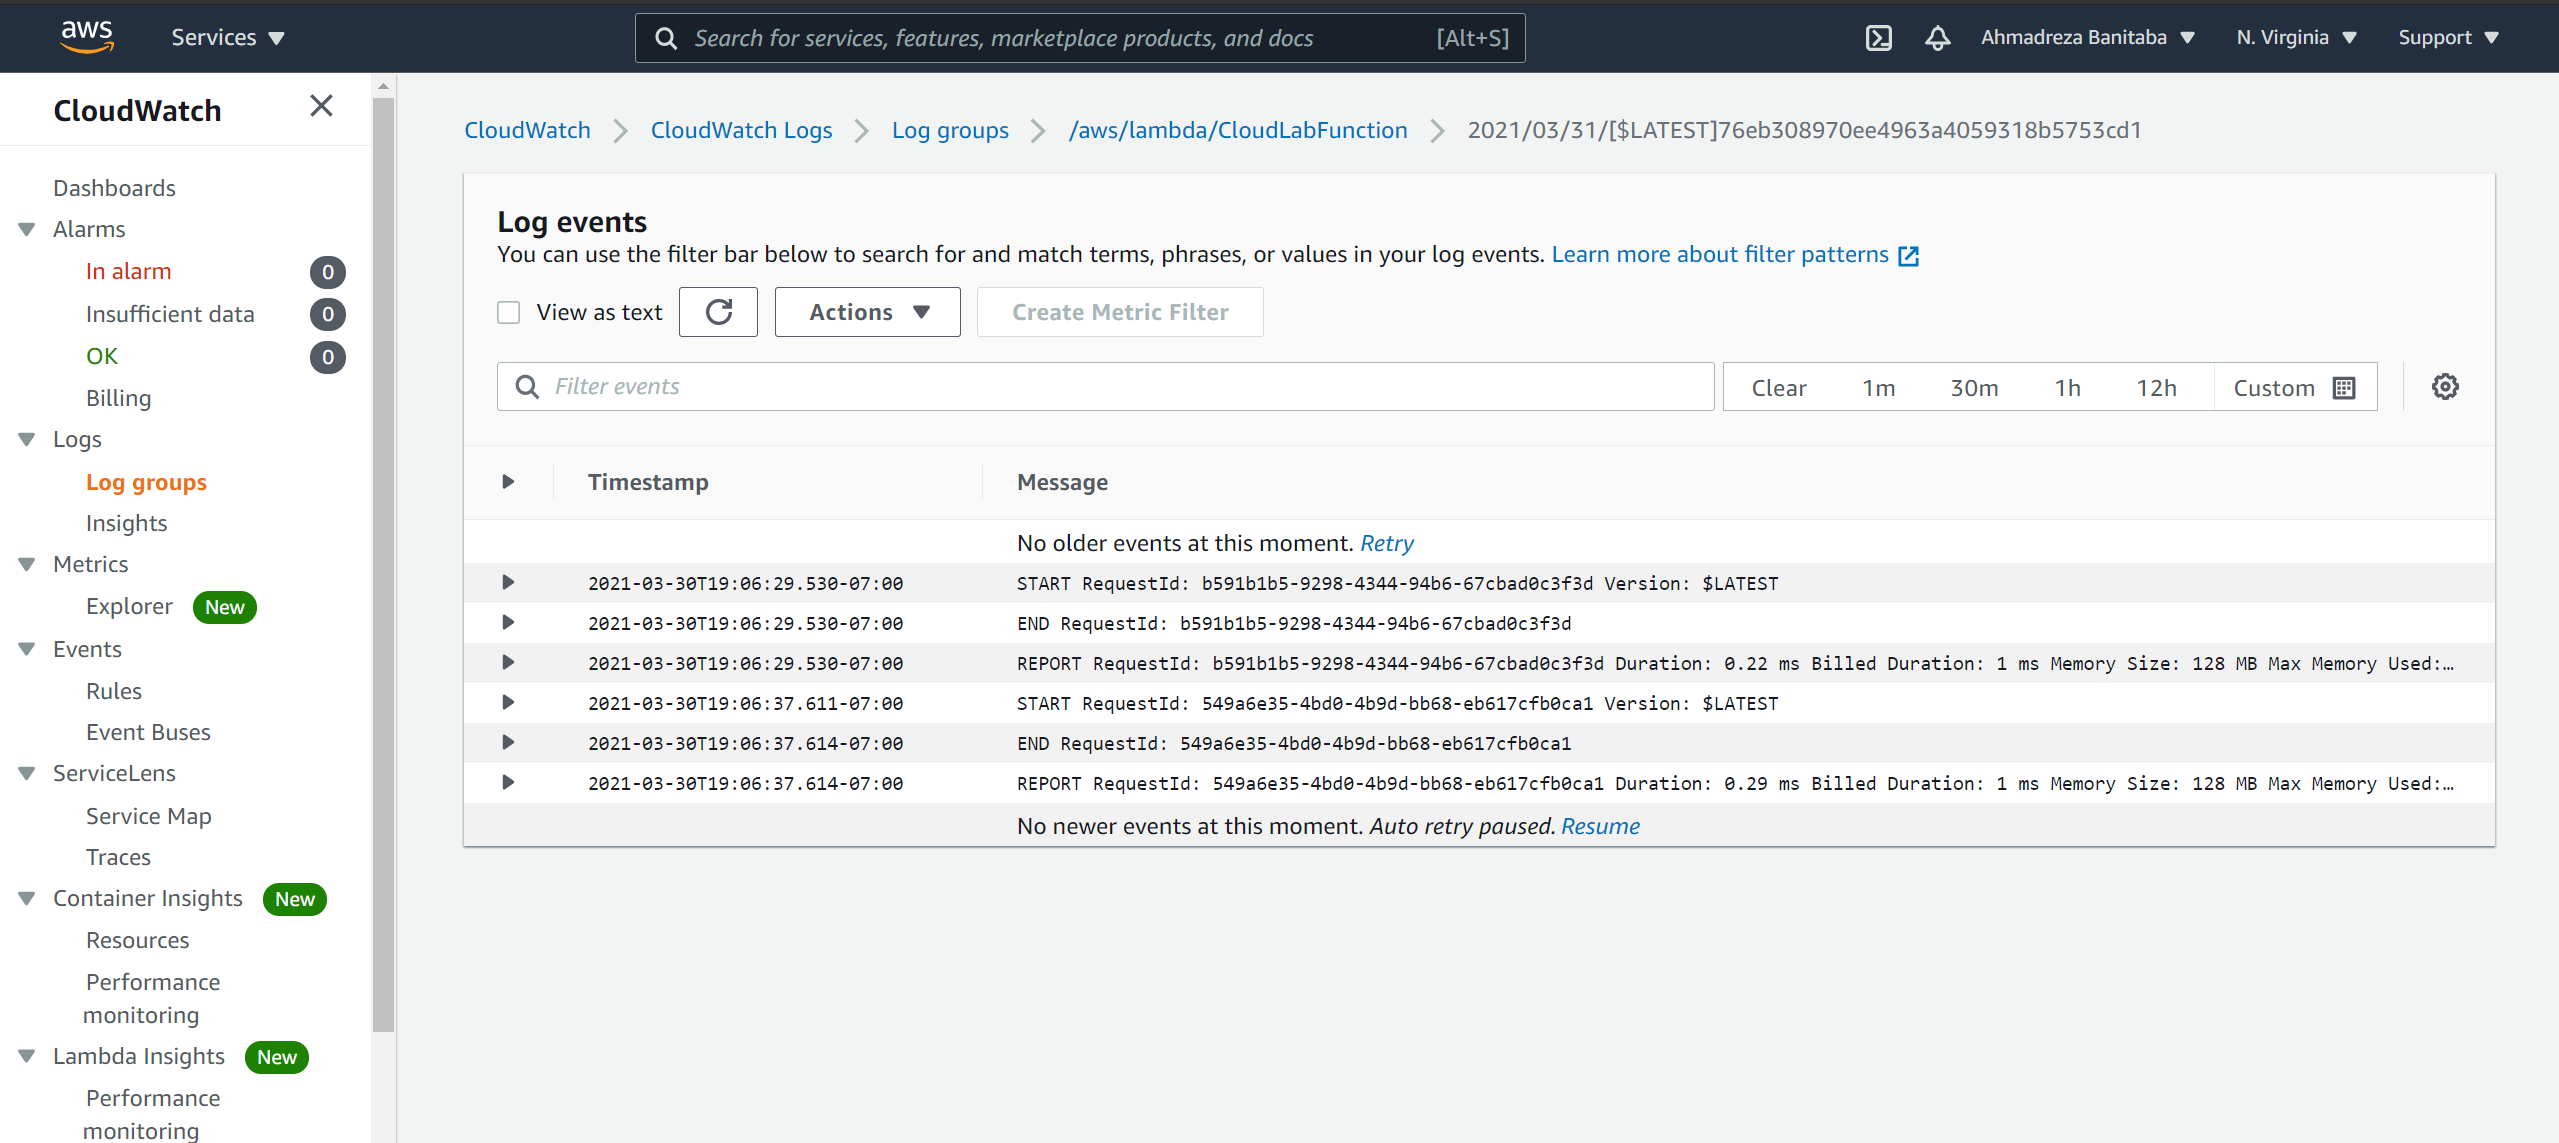 aws Services Search for services, features, marketplace products, and docs [Alt+S] Ahmadreza Banitaba N. Virginia Support
CloudWatch
Dashboards
Alarms
In alarm 0
Insufficient data 0
OK 0
Billing
Logs
Log groups
Insights
Metrics
Explorer New
Events
Rules
Event Buses
ServiceLens
Service Map
Traces
Container Insights New
Resources
Performance
monitoring
Lambda Insights New
Performance
monitoring
CloudWatch CloudWatch Logs Log groups /aws/lambda/CloudLabFunction 2021/03/31/[$LATEST]76eb308970ee4963a4059318b5753cd1
Log events
You can use the filter bar below to search for and match terms, phrases, or values in your log events. Learn more about filter patterns
View as text Actions Create Metric Filter
Filter events Clear 1m 30m 1h 12h Custom
Timestamp Message
No older events at this moment. Retry
2021-03-30T19:06:29.530-07:00 START RequestId: b591b1b5-9298-4344-94b6-67cbad0c3f3d Version: $LATEST
2021-03-30T19:06:29.530-07:00 END RequestId: b591b1b5-9298-4344-94b6-67cbad0c3f3d
2021-03-30T19:06:29.530-07:00 REPORT RequestId: b591b1b5-9298-4344-94b6-67cbad0c3f3d Duration: 0.22 ms Billed Duration: 1 ms Memory Size: 128 MB Max Memory Used:…
2021-03-30T19:06:37.611-07:00 START RequestId: 549a6e35-4bd0-4b9d-bb68-eb617cfb0ca1 Version: $LATEST
2021-03-30T19:06:37.614-07:00 END RequestId: 549a6e35-4bd0-4b9d-bb68-eb617cfb0ca1
2021-03-30T19:06:37.614-07:00 REPORT RequestId: 549a6e35-4bd0-4b9d-bb68-eb617cfb0ca1 Duration: 0.29 ms Billed Duration: 1 ms Memory Size: 128 MB Max Memory Used:…
No newer events at this moment. Auto retry paused. Resume